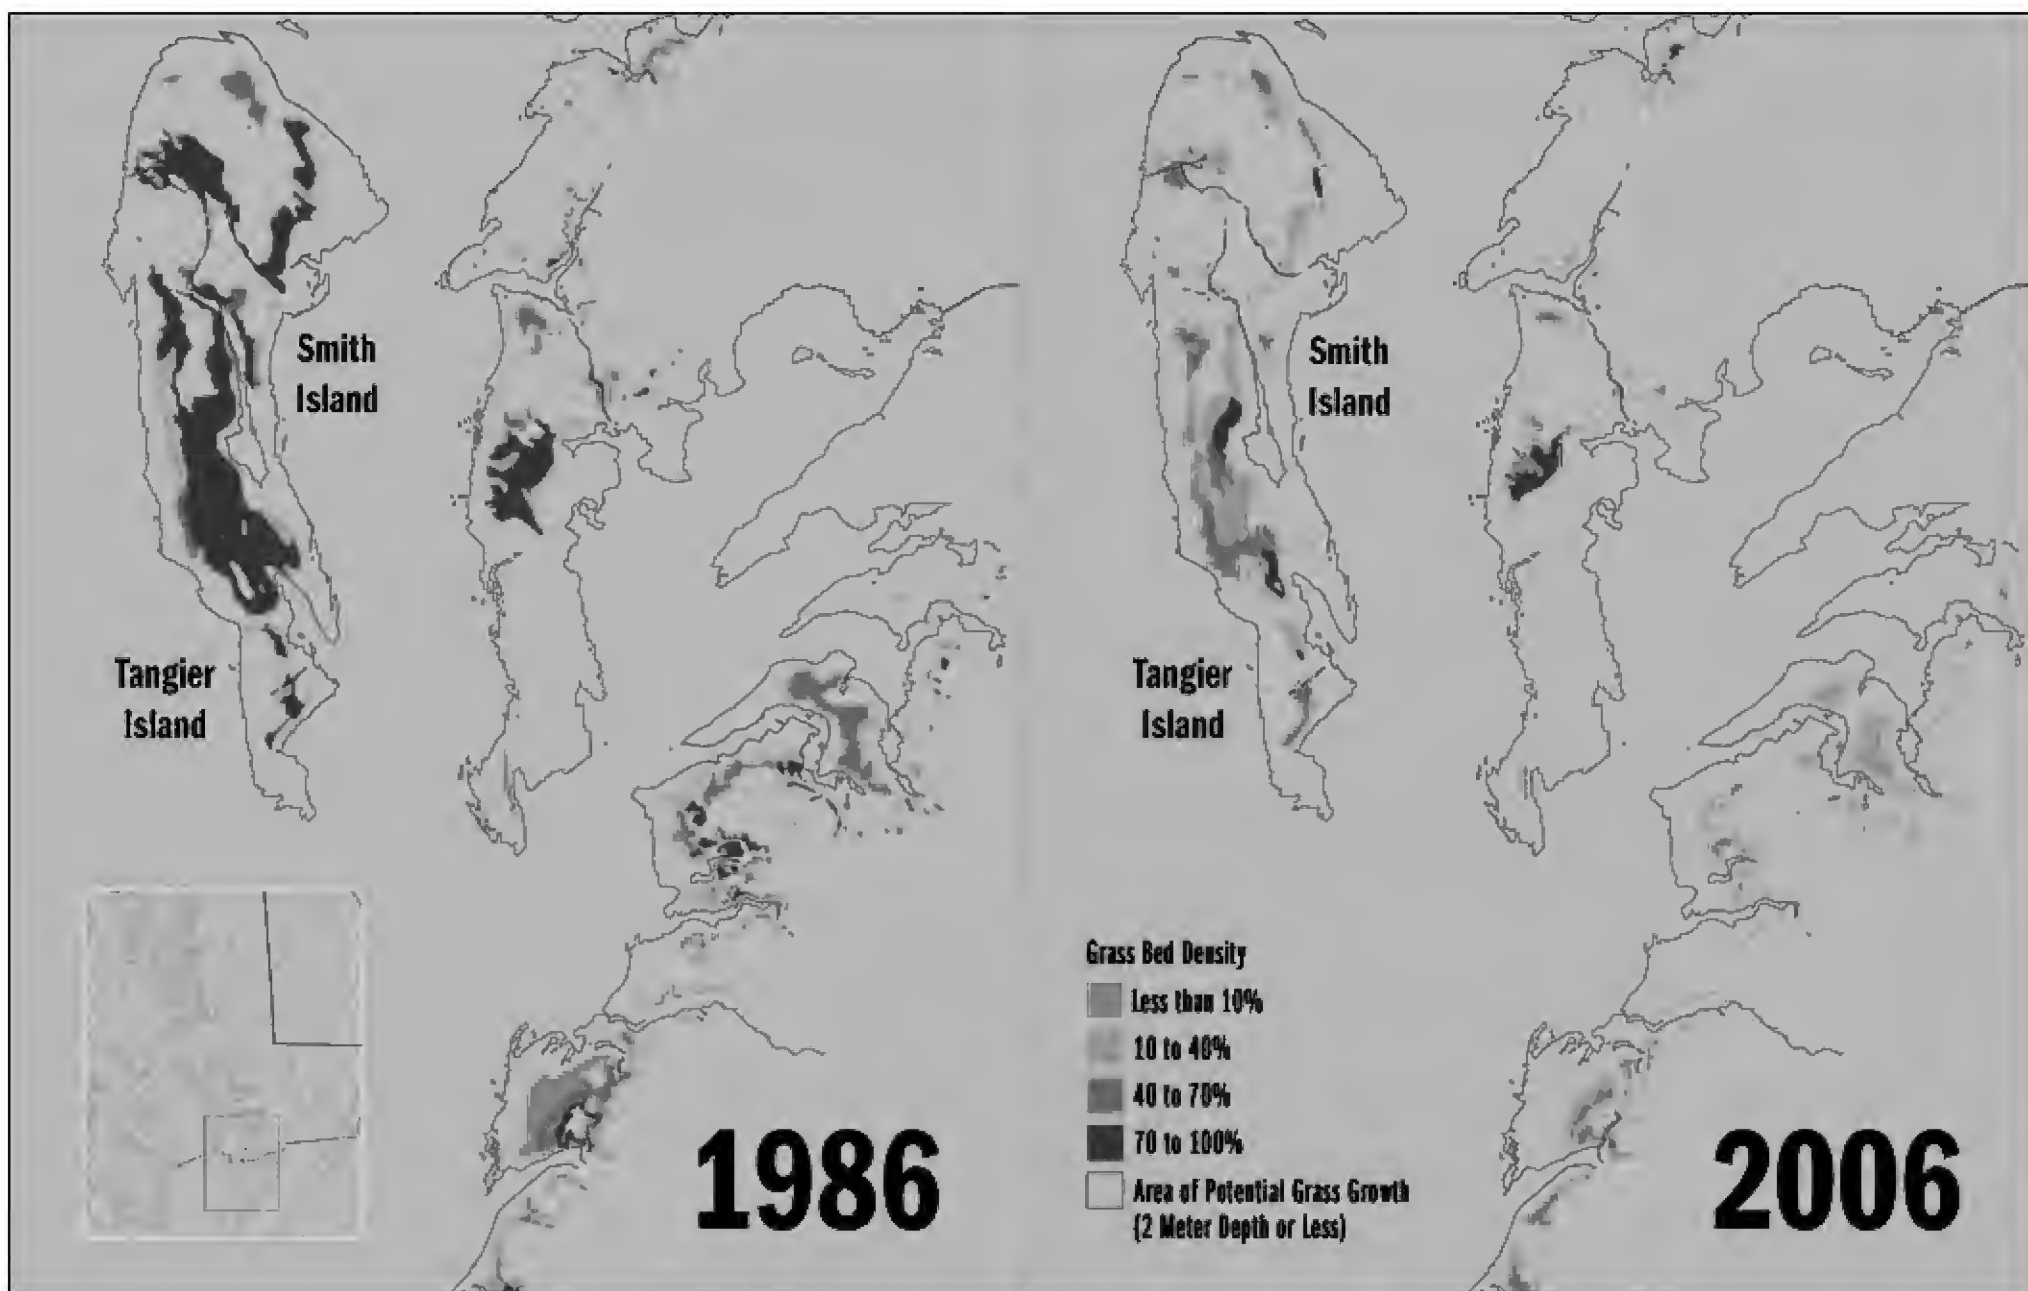 Smith
Island
Tangier
Island
1986
Smith
Island
Tangier
Island
Grass Bed Density
Less than 10%
10 to 40%
40 to 70%
70 to 100%
Area of Potential Grass Growth
(2 Meter Depth or Less)
2006